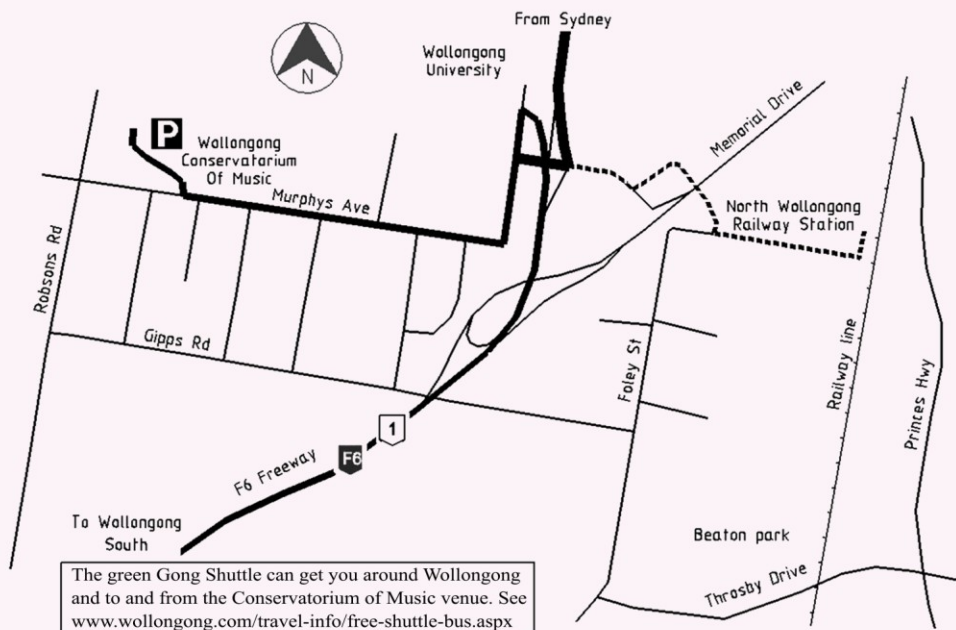 From Sydney
Wollongong
University
N
P
Wollongong
Conservatorium
Of Music
Murphys Ave
Memorial Drive
North Wollongong
Railway Station
Robsons Rd
Gipps Rd
Foley St
Railway line
Princes Hwy
1
F6
F6 Freeway
To Wollongong
South
Beaton park
Throsby Drive
The green Gong Shuttle can get you around Wollongong
and to and from the Conservatorium of Music venue. See
www.wollongong.com/travel-info/free-shuttle-bus.aspx